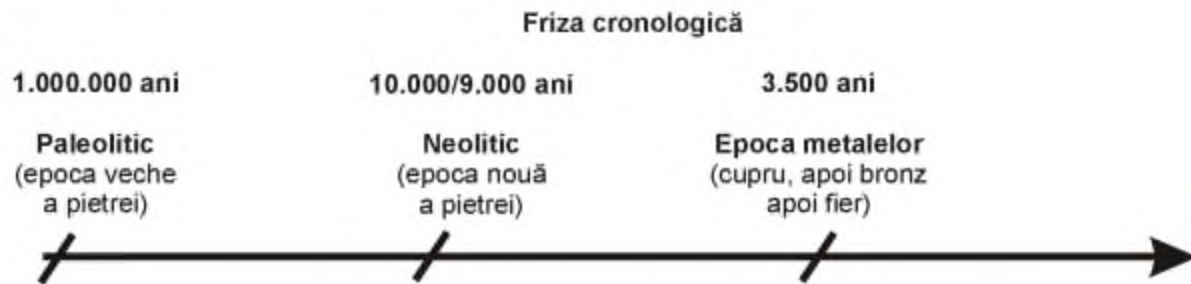 Friza cronologică
1.000.000 ani
10.000/9.000 ani
3.500 ani
Paleolitic
(epoca veche
a pietrei)
Neolitic
(epoca nouă
a pietrei)
Epoca metalelor
(cupru, apoi bronz
apoi fier)